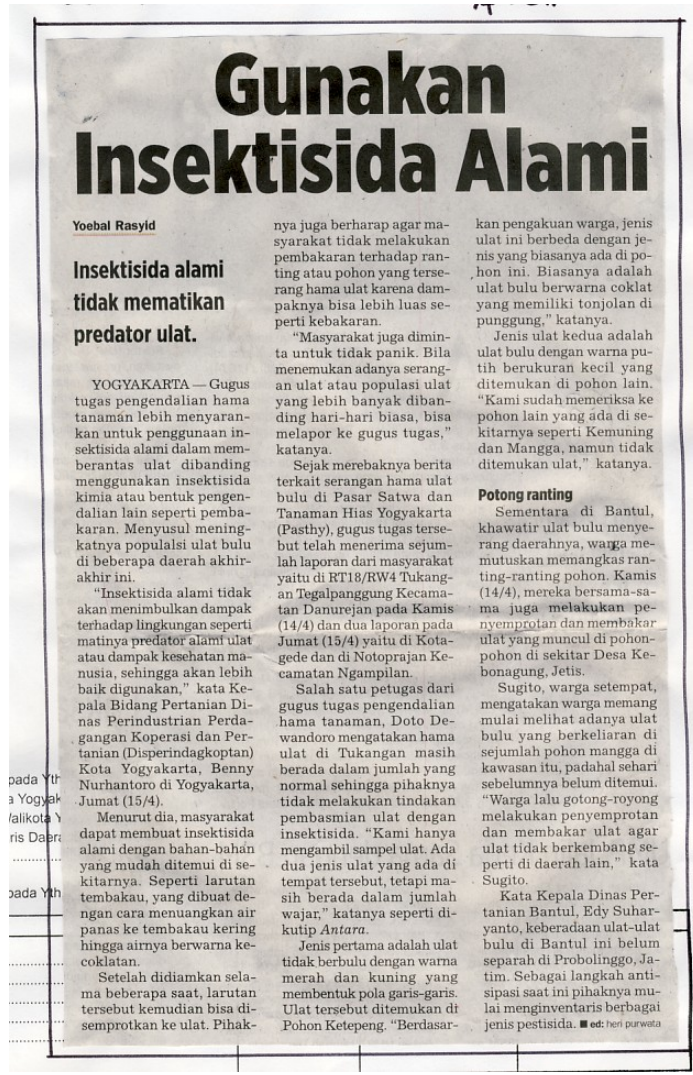 Gunakan
Insektisida Alami
Yoebal Rasyid
Insektisida alami
tidak mematikan
predator ulat.
YOGYAKARTA — Gugus
tugas pengendalian hama
tanaman lebih menyaran-
kan untuk penggunaan in-
sektisida alami dalam mem-
berantas ulat dibanding
menggunakan insektisida
kimia atau bentuk pengen-
dalian lain seperti pemba-
karan. Menyusul mening-
katnya populalsi ulat bulu
di beberapa daerah akhir-
akhir ini.
“Insektisida alami tidak
akan menimbulkan dampak
terhadap lingkungan seperti
matinya predator alami ulat
atau dampak kesehatan ma-
nusia, sehingga akan lebih
baik digunakan,” kata Ke-
pala Bidang Pertanian Di-
nas Perindustrian Perda-
gangan Koperasi dan Per-
tanian (Disperindagkoptan)
Kota Yogyakarta, Benny
Nurhantoro di Yogyakarta,
Jumat (15/4).
Menurut dia, masyarakat
dapat membuat insektisida
alami dengan bahan-bahan
yang mudah ditemui di se-
kitarnya. Seperti larutan
tembakau, yang dibuat de-
ngan cara menuangkan air
panas ke tembakau kering
hingga airnya berwarna ke-
coklatan.
Setelah didiamkan sela-
ma beberapa saat, larutan
tersebut kemudian bisa di-
semprotkan ke ulat. Pihak-
nya juga berharap agar ma-
syarakat tidak melakukan
pembakaran terhadap ran-
ting atau pohon yang terse-
rang hama ulat karena dam-
paknya bisa lebih luas se-
perti kebakaran.
“Masyarakat juga dimin-
ta untuk tidak panik. Bila
menemukan adanya serang-
an ulat atau populasi ulat
yang lebih banyak diban-
ding hari-hari biasa, bisa
melapor ke gugus tugas,”
katanya.
Sejak merebaknya berita
terkait serangan hama ulat
bulu di Pasar Satwa dan
Tanaman Hias Yogyakarta
(Pasthy), gugus tugas terse-
but telah menerima sejum-
lah laporan dari masyarakat
yaitu di RT18/RW4 Tukang-
an Tegalpanggung Kecama-
tan Danurejan pada Kamis
(14/4) dan dua laporan pada
Jumat (15/4) yaitu di Kota-
gede dan di Notoprajan Ke-
camatan Ngampilan.
Salah satu petugas dari
gugus tugas pengendalian
hama tanaman, Doto De-
wandoro mengatakan hama
ulat di Tukangan masih
berada dalam jumlah yang
normal sehingga pihaknya
tidak melakukan tindakan
pembasmian ulat dengan
insektisida. “Kami hanya
mengambil sampel ulat. Ada
dua jenis ulat yang ada di
tempat tersebut, tetapi ma-
sih berada dalam jumlah
wajar,” katanya seperti di-
kutip Antara.
Jenis pertama adalah ulat
tidak berbulu dengan warna
merah dan kuning yang
membentuk pola garis-garis.
Ulat tersebut ditemukan di
Pohon Ketepeng. “Berdasar-
kan pengakuan warga, jenis
ulat ini berbeda dengan je-
nis yang biasanya ada di po-
hon ini. Biasanya adalah
ulat bulu berwarna coklat
yang memiliki tonjolan di
punggung,” katanya.
Jenis ulat kedua adalah
ulat bulu dengan warna pu-
tih berukuran kecil yang
ditemukan di pohon lain.
“Kami sudah memeriksa ke
pohon lain yang ada di se-
kitarnya seperti Kemuning
dan Mangga, namun tidak
ditemukan ulat,” katanya.
Potong ranting
Sementara di Bantul,
khawatir ulat bulu menye-
rang daerahnya, warga me-
mutuskan memangkas ran-
ting-ranting pohon. Kamis
(14/4), mereka bersama-sa-
ma juga melakukan pe-
nyemprotan dan membakar
ulat yang muncul di pohon-
pohon di sekitar Desa Ke-
bonagung, Jetis.
Sugito, warga setempat,
mengatakan warga memang
mulai melihat adanya ulat
bulu yang berkeliaran di
sejumlah pohon mangga di
kawasan itu, padahal sehari
sebelumnya belum ditemui.
“Warga lalu gotong-royong
melakukan penyemprotan
dan membakar ulat agar
ulat tidak berkembang se-
perti di daerah lain,” kata
Sugito.
Kata Kepala Dinas Per-
tanian Bantul, Edy Suhar-
yanto, keberadaan ulat-ulat
bulu di Bantul ini belum
separah di Probolinggo, Ja-
tim. Sebagai langkah anti-
sipasi saat ini pihaknya mu-
lai menginventaris berbagai
jenis pestisida. ■ ed: heri purwata
pada Yth
a Yogyak
Walikota Y
ris Daera
pada Yth